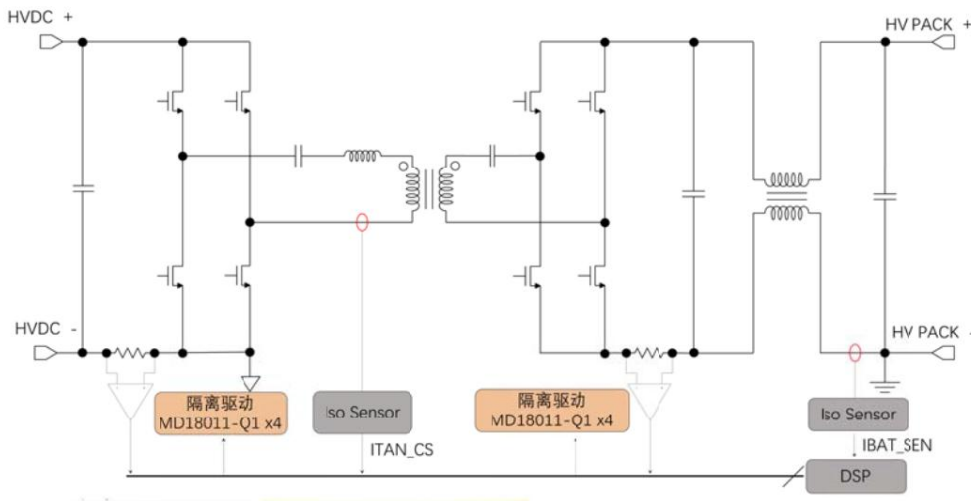 HVDC +
HV PACK +
HVDC -
HV PACK -
隔离驱动
MD18011-Q1 x4
Iso Sensor
隔离驱动
MD18011-Q1 x4
Iso Sensor
ITAN_CS
IBAT_SEN
DSP